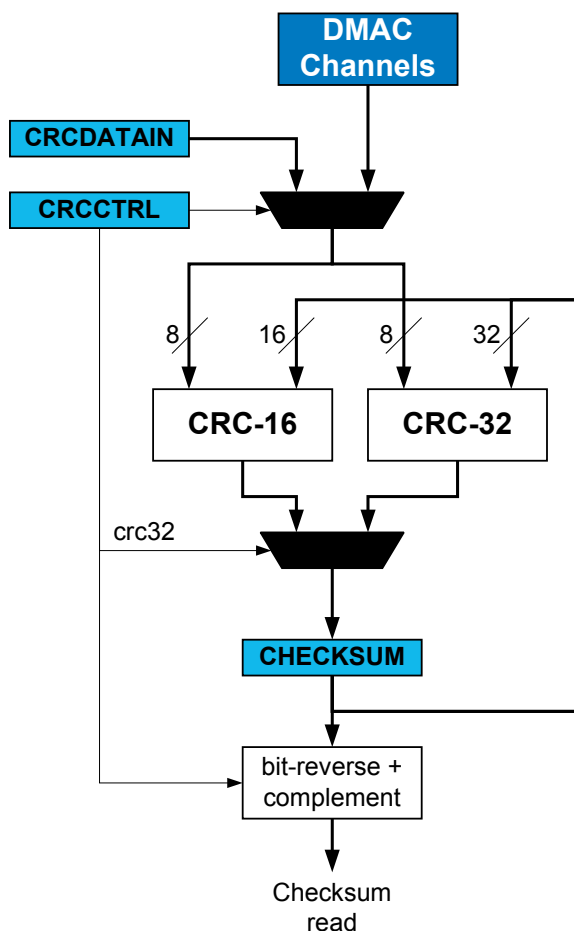 DMAC
Channels
CRCDATAIN
CRCCTRL
8
16
8
32
CRC-16
CRC-32
crc32
CHECKSUM
bit-reverse +
complement
Checksum
read